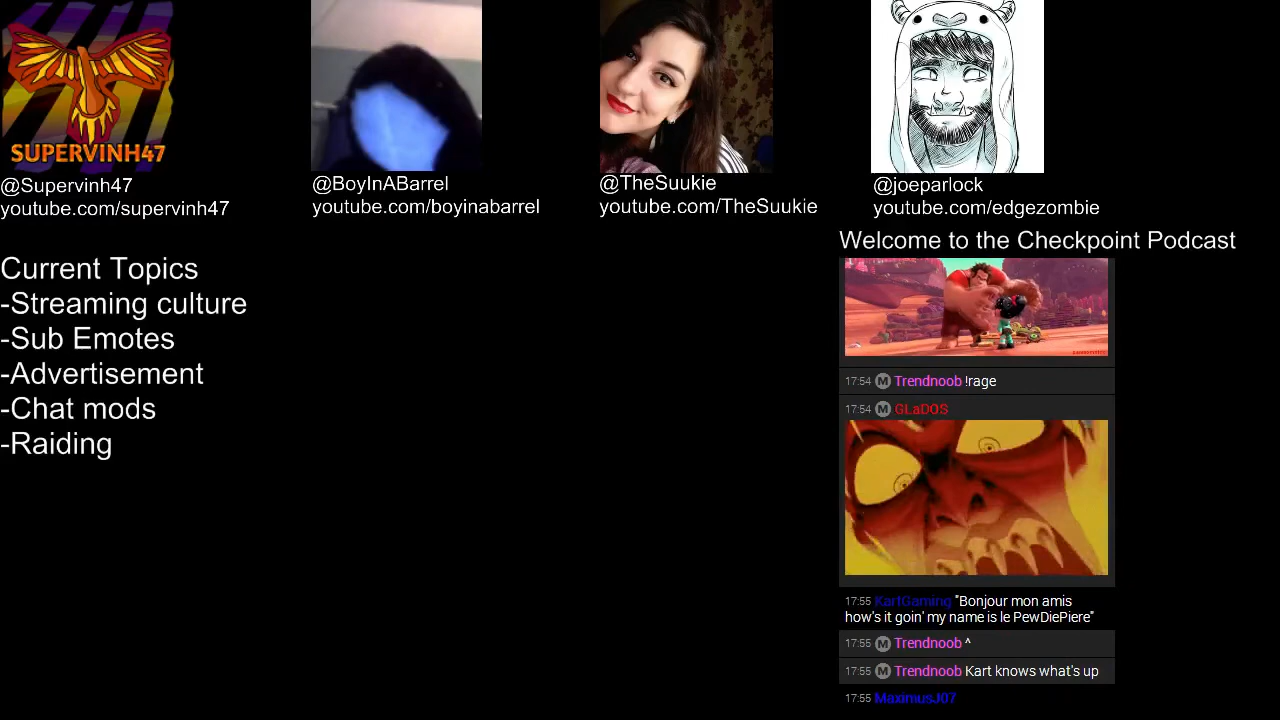 SUPERVINH47
@Supervinh47
youtube.com/supervinh47
@BoyInABarrel
youtube.com/boyinabarrel
@TheSuukie
youtube.com/TheSuukie
@joeparlock
youtube.com/edgezombie
Current Topics
-Streaming culture
-Sub Emotes
-Advertisement
-Chat mods
-Raiding
Welcome to the Checkpoint Podcast
17:54 M Trendnoob !rage
17:54 M GLaDOS
17:55 KartGaming "Bonjour mon amis
how's it goin' my name is le PewDiePiere"
17:55 M Trendnoob ^
17:55 M Trendnoob Kart knows what's up
17:55 MaximusJ07